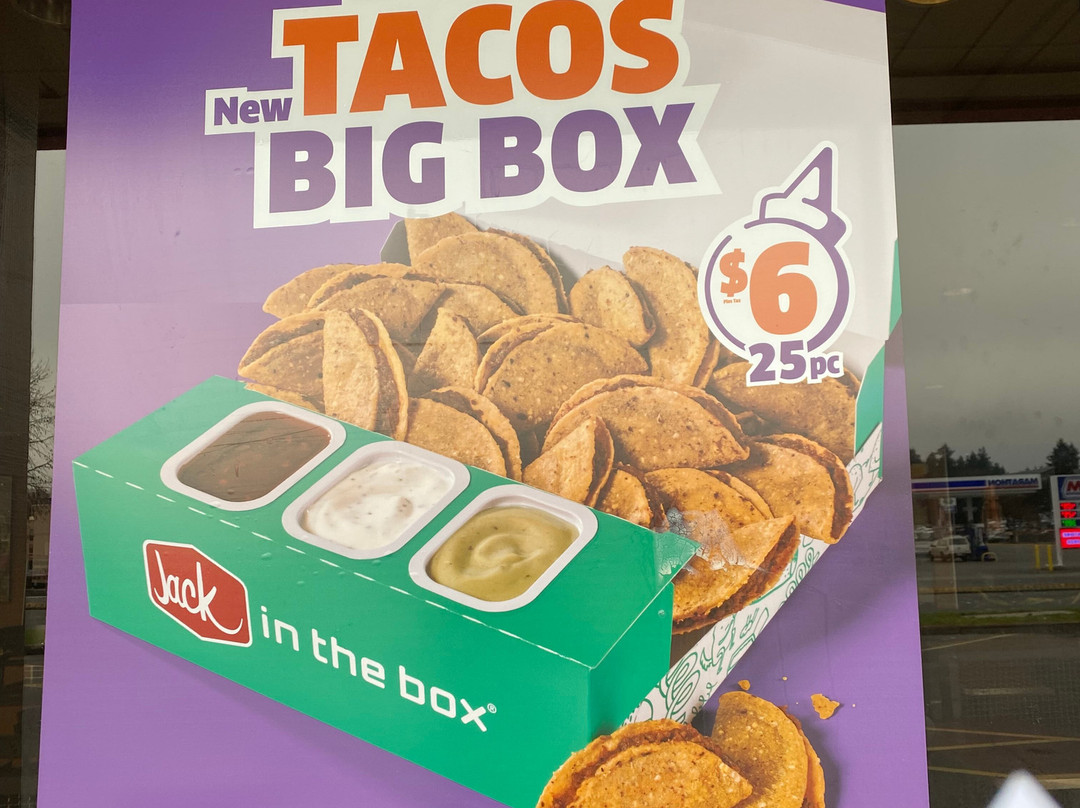 TACOS
New
BIG BOX
$6
Plus Tax
25pc
Jack
in the box®